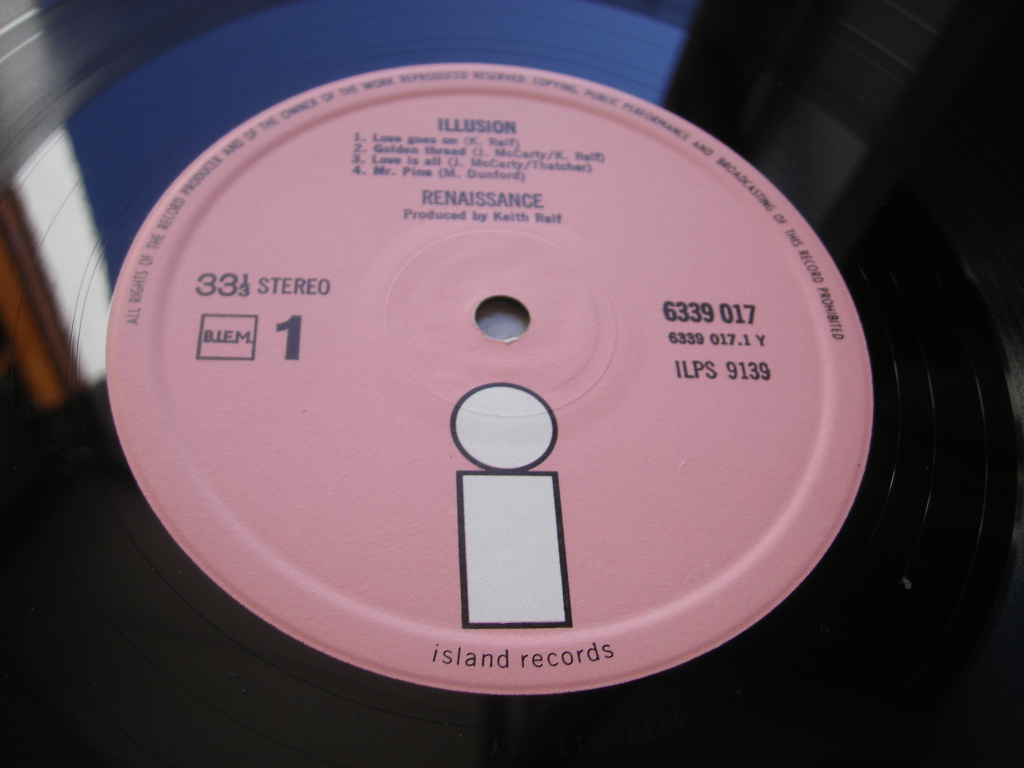 ALL RIGHTS OF THE RECORD PRODUCER AND OF THE OWNER OF THE WORK REPRODUCED RESERVED. COPYING, PUBLIC PERFORMANCE AND BROADCASTING OF THIS RECORD PROHIBITED
ILLUSION
1. Love goes on (K. Relf)
2. Golden thread (J. McCarty/K. Relf)
3. Love is all (J. McCarty/Thatcher)
4. Mr. Pine (M. Dunford)
RENAISSANCE
Produced by Keith Relf
33⅓ STEREO
B.I.E.M. 1
6339 017
6339 017.1 Y
ILPS 9139
island records